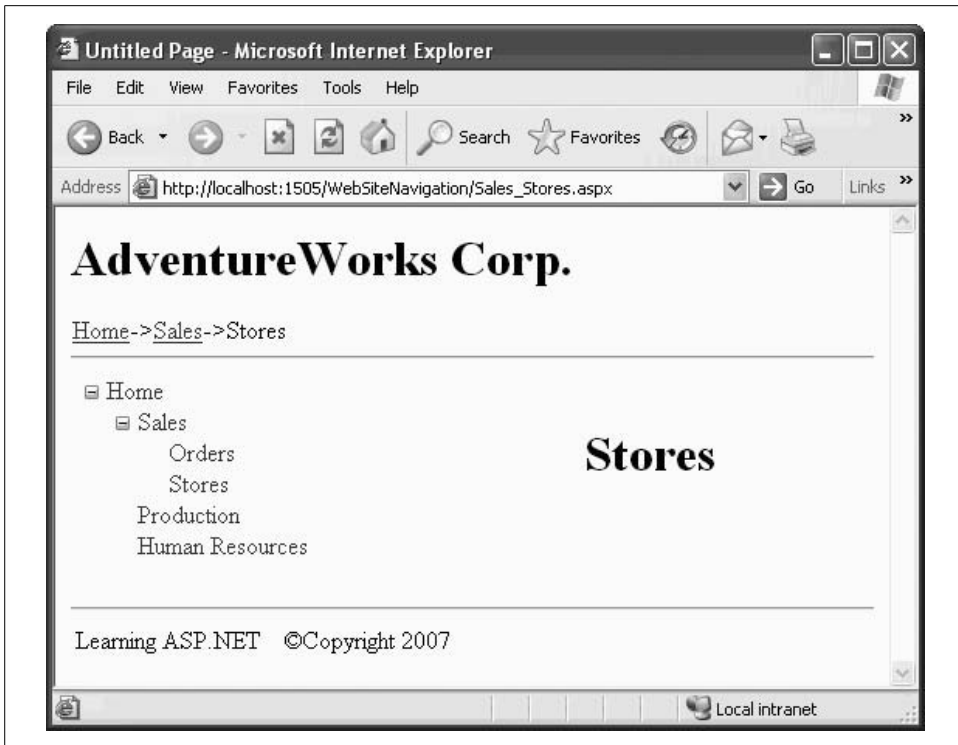 Untitled Page - Microsoft Internet Explorer
File Edit View Favorites Tools Help
Back Search Favorites »
Address http://localhost:1505/WebSiteNavigation/Sales_Stores.aspx Go Links »
AdventureWorks Corp.
Home->Sales->Stores
Home
Sales
Orders
Stores
Production
Human Resources
Stores
Learning ASP.NET ©Copyright 2007
Local intranet